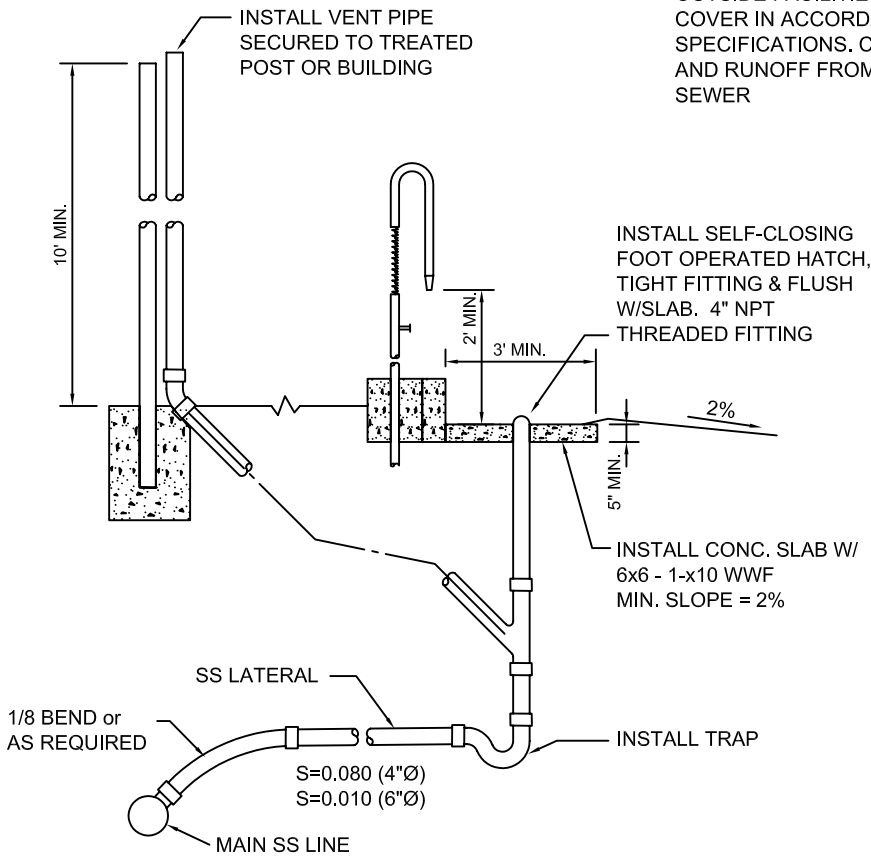 INSTALL VENT PIPE
SECURED TO TREATED
POST OR BUILDING
COVER IN
SPECIFICATIONS.
AND RUNOFF FROM
SEWER
10' MIN.
2' MIN.
3' MIN.
INSTALL SELF-CLOSING
FOOT OPERATED HATCH,
TIGHT FITTING & FLUSH
W/SLAB. 4" NPT
THREADED FITTING
2%
5" MIN.
INSTALL CONC. SLAB W/
6x6 - 1-x10 WWF
MIN. SLOPE = 2%
SS LATERAL
1/8 BEND or
AS REQUIRED
INSTALL TRAP
S=0.080 (4"Ø)
S=0.010 (6"Ø)
MAIN SS LINE